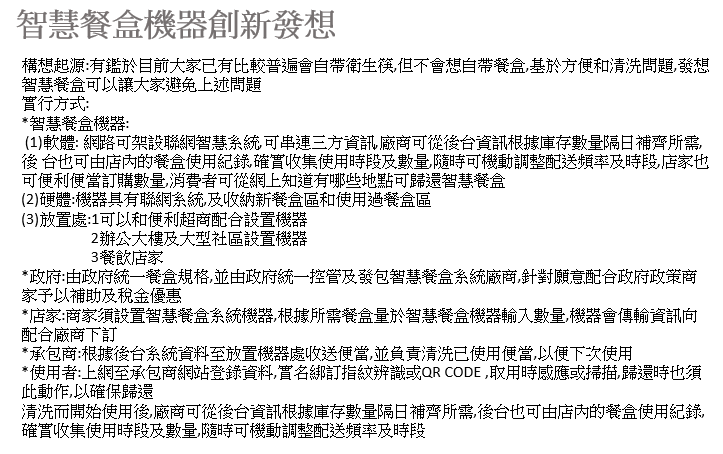 智慧餐盒機器創新發想
構想起源:有鑑於目前大家已有比較普遍會自帶衛生筷,但不會想自帶餐盒,基於方便和清洗問題,發想
智慧餐盒可以讓大家避免上述問題
實行方式:
*智慧餐盒機器:
(1)軟體: 網路可架設聯網智慧系統,可串連三方資訊,廠商可從後台資訊根據庫存數量隔日補齊所需,
後 台也可由店內的餐盒使用紀錄,確實收集使用時段及數量,隨時可機動調整配送頻率及時段,店家也
可便利便當訂購數量,消費者可從網上知道有哪些地點可歸還智慧餐盒
(2)硬體:機器具有聯網系統,及收納新餐盒區和使用過餐盒區
(3)放置處:1可以和便利超商配合設置機器
2辦公大樓及大型社區設置機器
3餐飲店家
*政府:由政府統一餐盒規格,並由政府統一控管及發包智慧餐盒系統廠商,針對願意配合政府政策商
家予以補助及稅金優惠
*店家:商家須設置智慧餐盒系統機器,根據所需餐盒量於智慧餐盒機器輸入數量,機器會傳輸資訊向
配合廠商下訂
*承包商:根據後台系統資料至放置機器處收送便當,並負責清洗已使用便當,以便下次使用
*使用者:上網至承包商網站登錄資料,實名綁訂指紋辨識或QR CODE ,取用時感應或掃描,歸還時也須
此動作,以確保歸還
清洗而開始使用後,廠商可從後台資訊根據庫存數量隔日補齊所需,後台也可由店內的餐盒使用紀錄,
確實收集使用時段及數量,隨時可機動調整配送頻率及時段